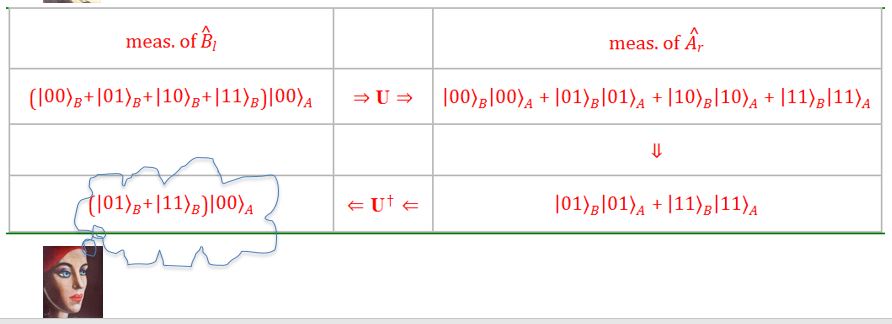 meas. of B̂ₗ meas. of Âᵣ
(|00⟩_B+|01⟩_B+|10⟩_B+|11⟩_B)|00⟩_A ⇒ U ⇒ |00⟩_B|00⟩_A + |01⟩_B|01⟩_A + |10⟩_B|10⟩_A + |11⟩_B|11⟩_A
⇓
(|01⟩_B+|11⟩_B)|00⟩_A ⇐ U† ⇐ |01⟩_B|01⟩_A + |11⟩_B|11⟩_A